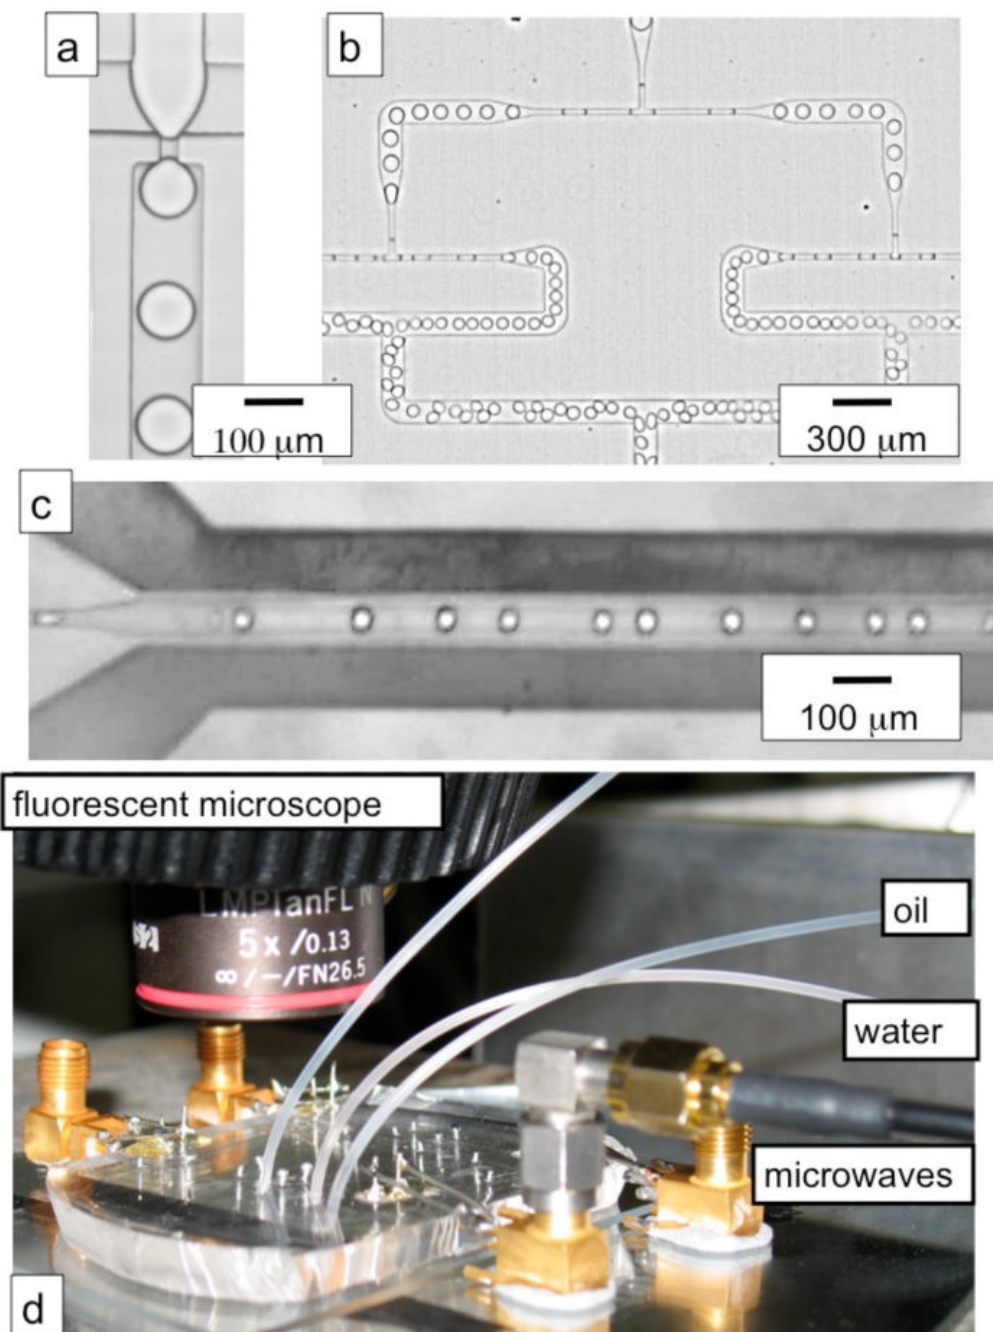 a
b
100 μm
300 μm
c
100 μm
fluorescent microscope
LMPlanFL N
5x/0.13
∞/−/FN26.5
oil
water
microwaves
d